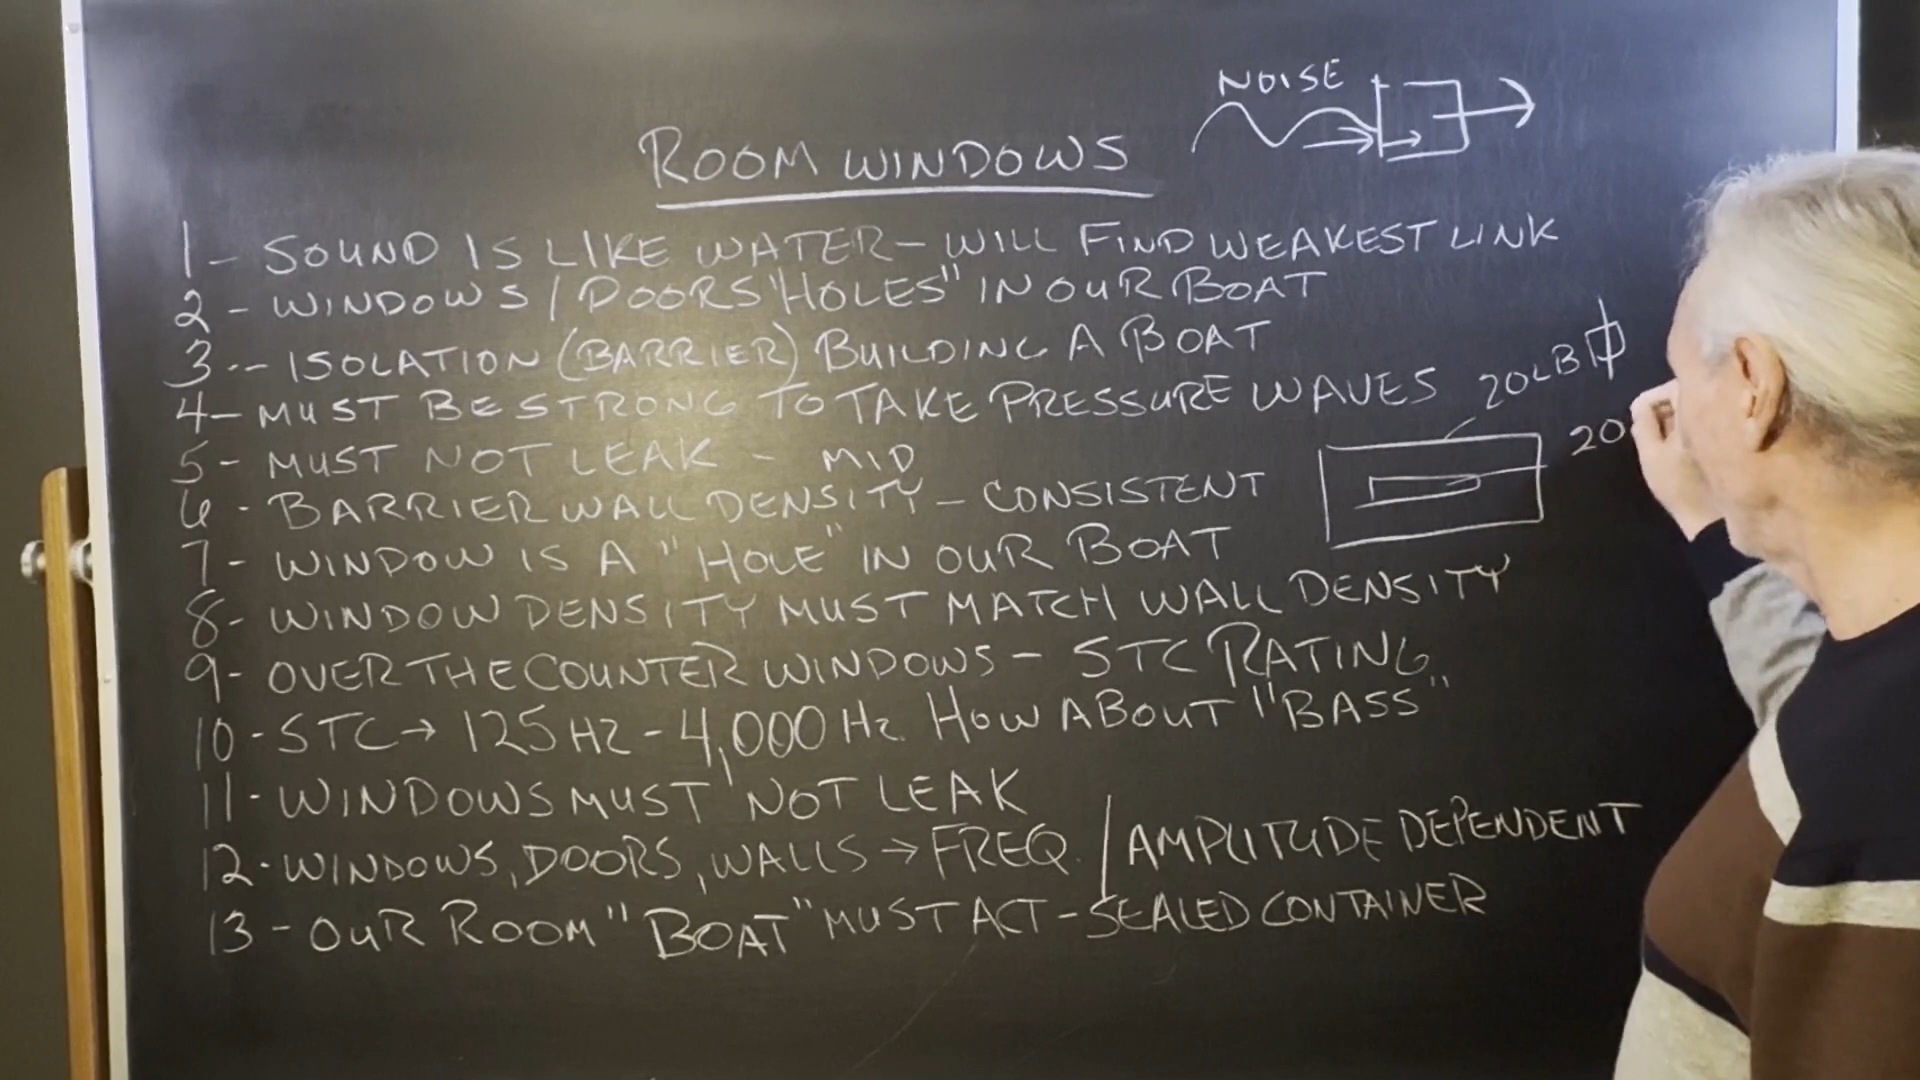 NOISE
ROOM WINDOWS
1- SOUND IS LIKE WATER- WILL FIND WEAKEST LINK
2- WINDOWS / DOORS "HOLES" IN OUR BOAT
3-- ISOLATION (BARRIER) BUILDING A BOAT
4- MUST BE STRONG TO TAKE PRESSURE WAVES
20LB
5- MUST NOT LEAK - MID
20
6- BARRIER WALL DENSITY - CONSISTENT
7- WINDOW IS A "HOLE" IN OUR BOAT
8- WINDOW DENSITY MUST MATCH WALL DENSITY
9- OVER THE COUNTER WINDOWS - STC RATING
10- STC → 125 HZ - 4,000 HZ. HOW ABOUT "BASS"
11- WINDOWS MUST NOT LEAK
12- WINDOWS, DOORS, WALLS → FREQ. / AMPLITUDE DEPENDENT
13- OUR ROOM "BOAT" MUST ACT - SEALED CONTAINER